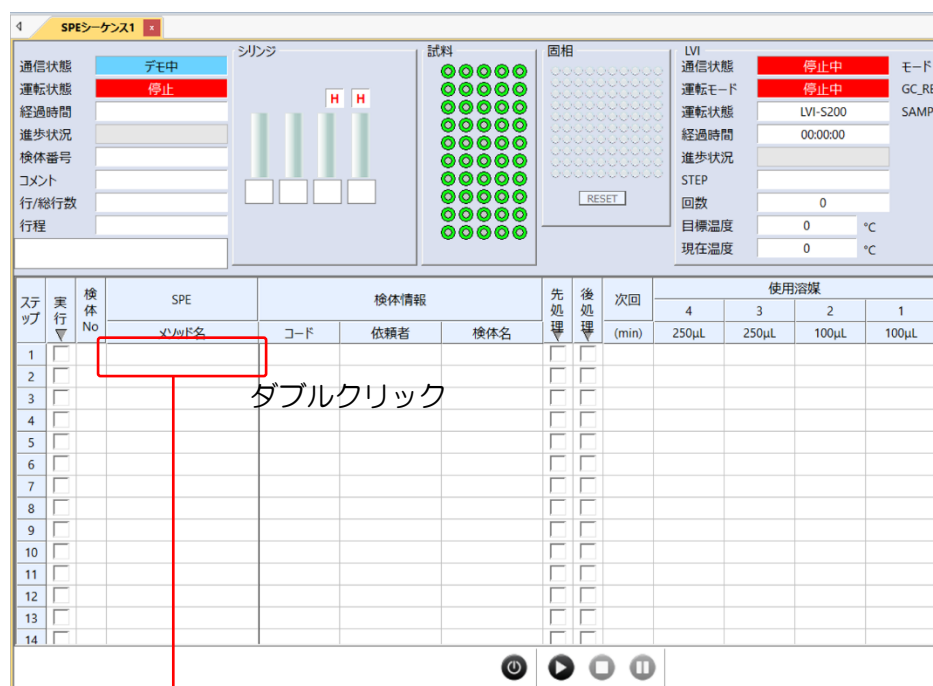 SPEシーケンス1 x
シリンジ 試料 固相 LVI
通信状態 デモ中 通信状態 停止中 モード
運転状態 停止 運転モード 停止中 GC_RE
H H
経過時間 運転状態 LVI-S200 SAMP
進歩状況 経過時間 00:00:00
検体番号 進歩状況
コメント STEP
行/総行数 RESET 回数 0
行程 目標温度 0 ℃
現在温度 0 ℃
ステップ 実行 検体No SPE 検体情報 先処理 後処理 次回 使用溶媒
4 3 2 1
メソッド名 コード 依頼者 検体名 (min) 250μL 250μL 100μL 100μL
1
2
ダブルクリック
3
4
5
6
7
8
9
10
11
12
13
14